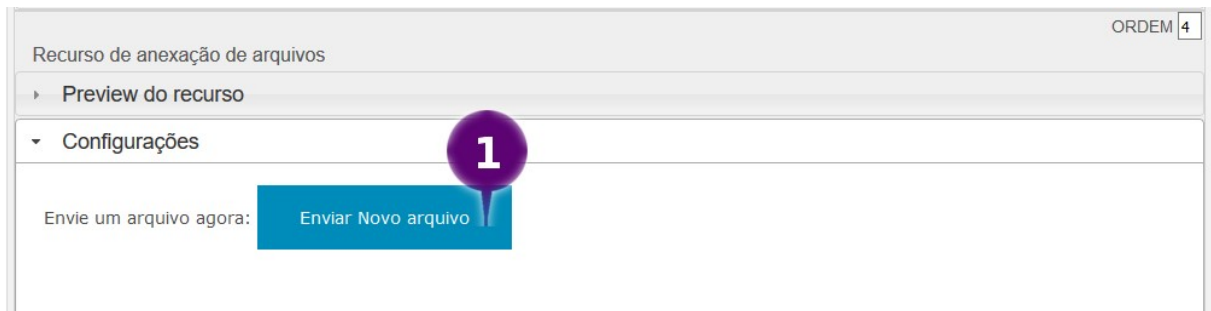 ORDEM 4
Recurso de anexação de arquivos
Preview do recurso
Configurações
1
Envie um arquivo agora: Enviar Novo arquivo